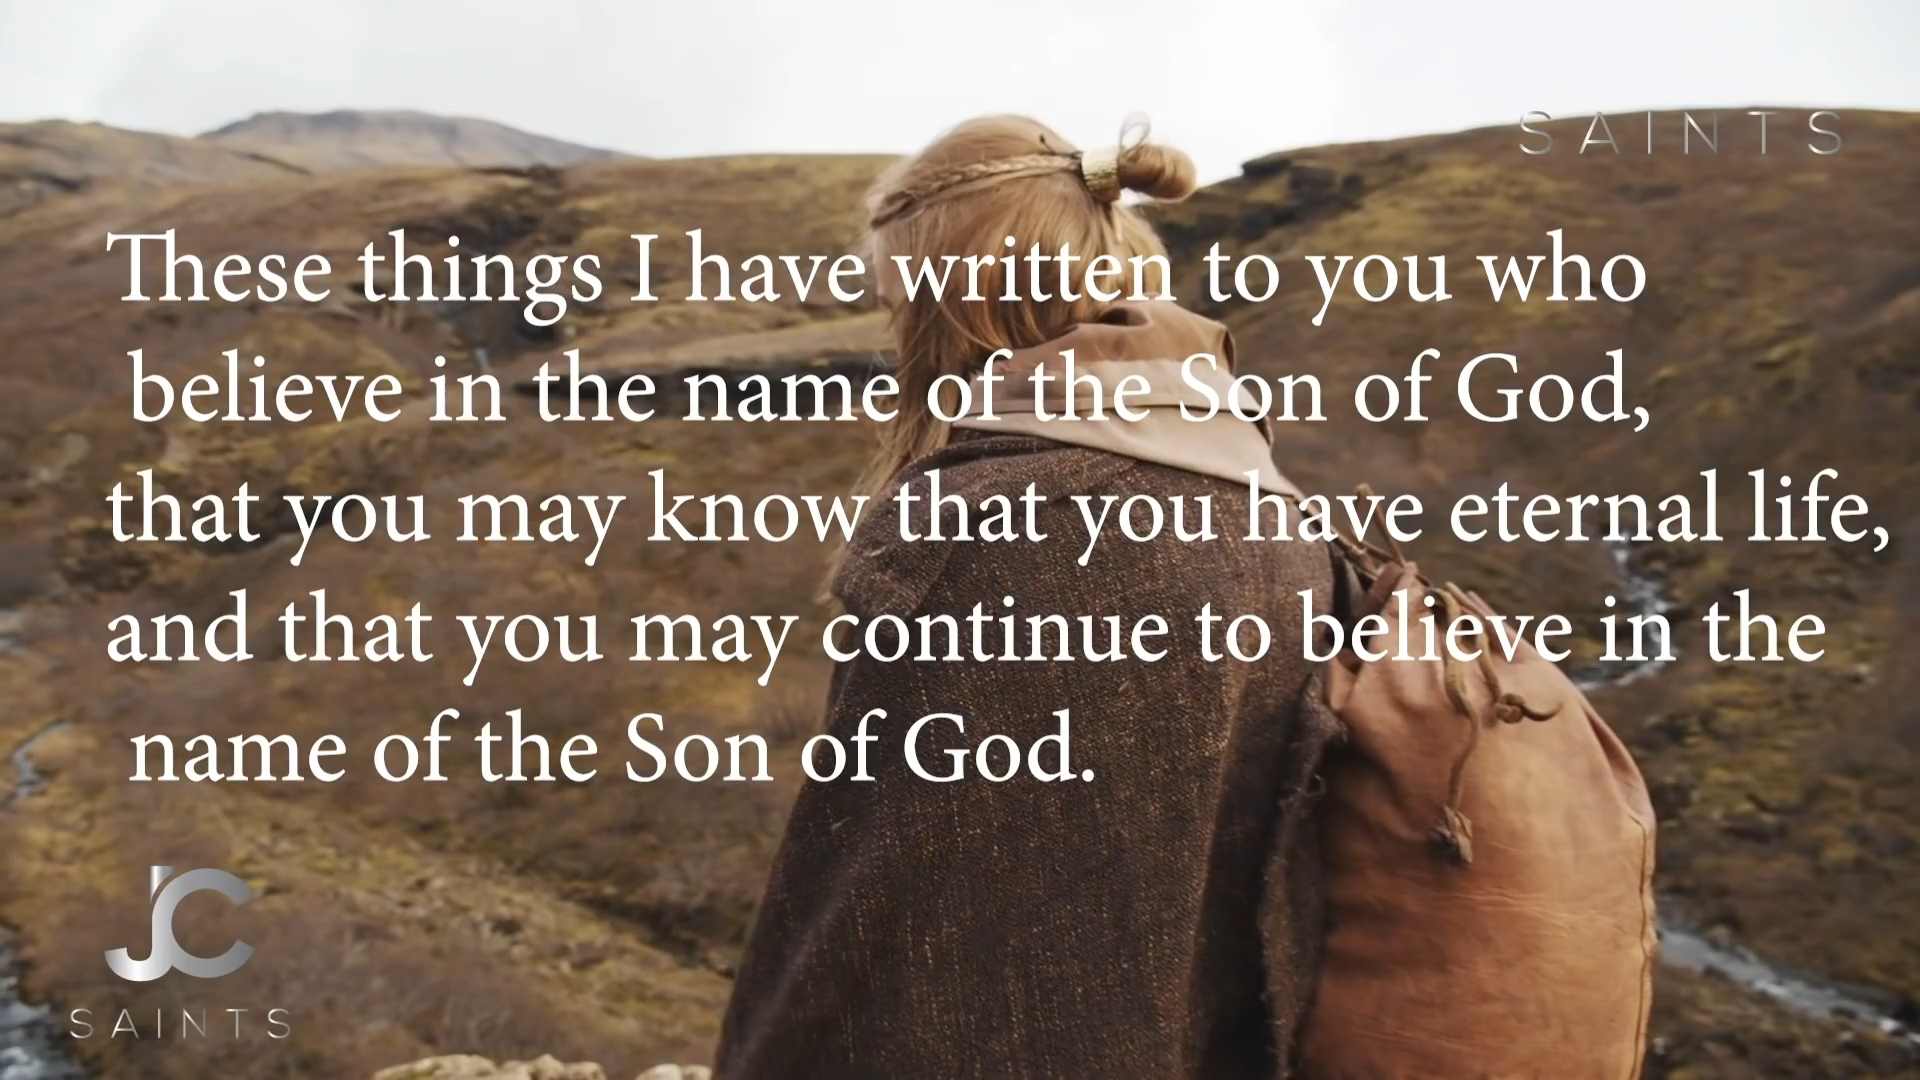 SAINTS
These things I have written to you who
believe in the name of the Son of God,
that you may know that you have eternal life,
and that you may continue to believe in the
name of the Son of God.
JC
SAINTS